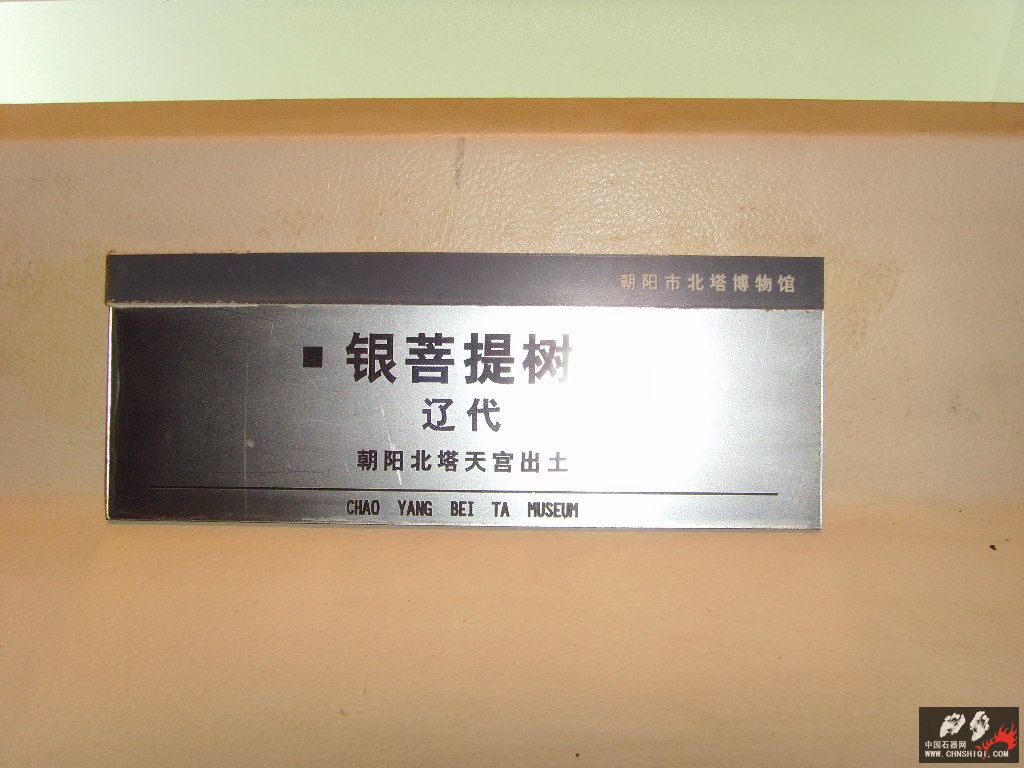 朝阳市北塔博物馆
■ 银菩提树
辽代
朝阳北塔天宫出土
CHAO YANG BEI TA MUSEUM
中国石器网
WWW.CHNSHIQI.COM